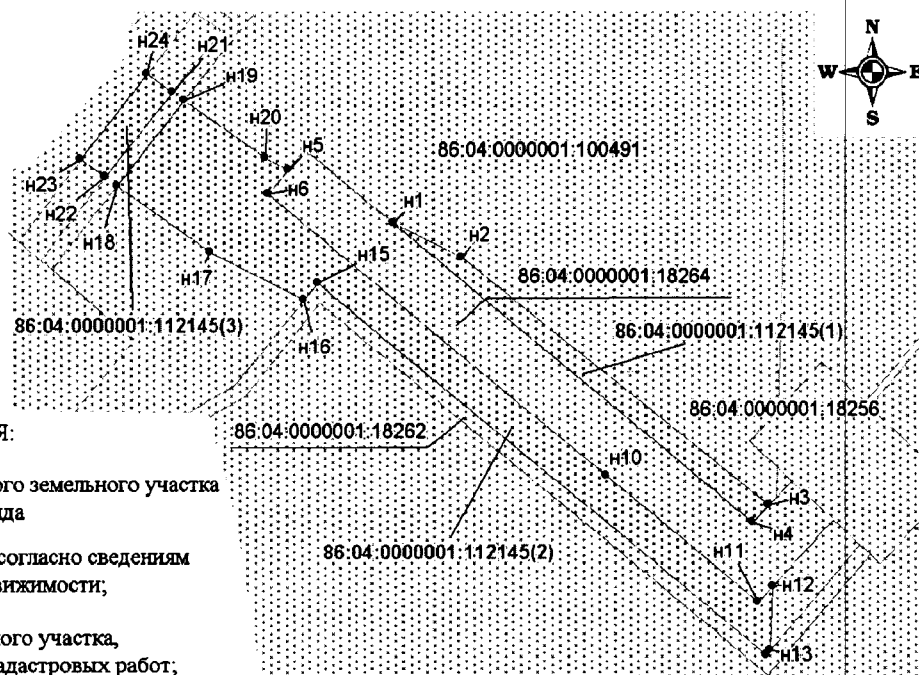 N
W E
S
н24
н21
н19
н20
н5
86:04:0000001:100491
н23
н6
н22
н1
н18
н2
н17
н15
86:04:0000001:18264
86:04:0000001:112145(3)
н16
86:04:0000001:112145(1)
86:04:0000001:18256
86:04:0000001:18262
Я:
н10
ого земельного участка
да
н3
н4
86:04:0000001:112145(2)
согласно сведениям
вижимости;
н11
н12
ного участка,
адастровых работ;
н13